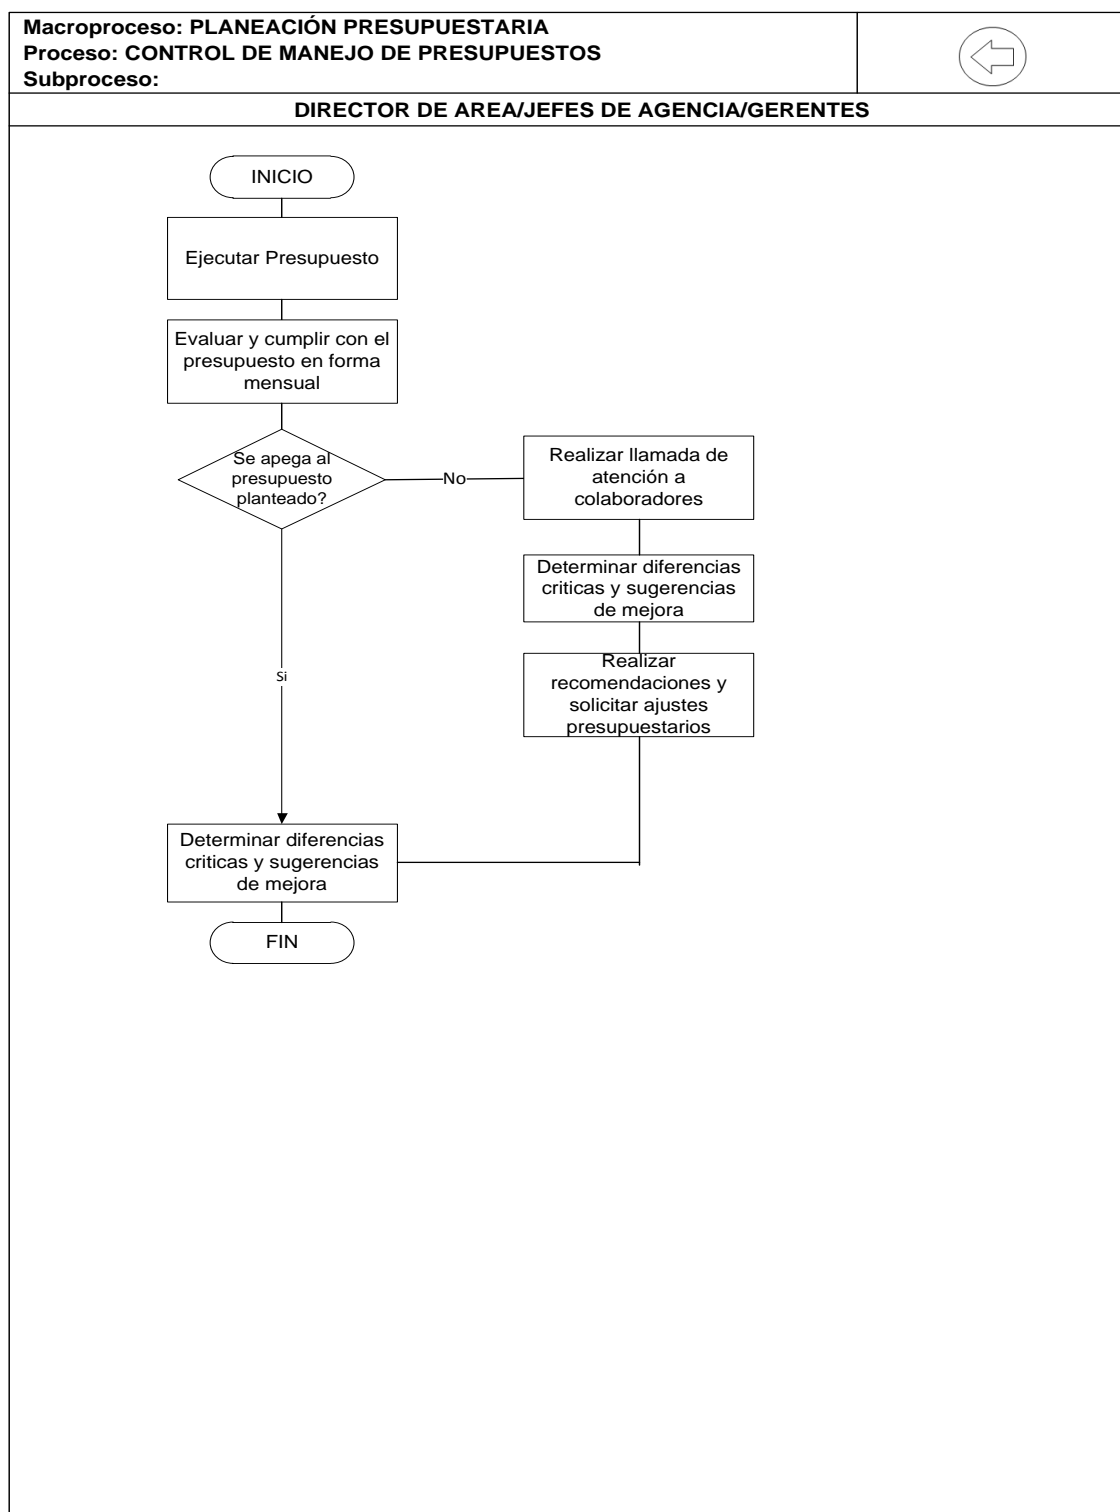 Macroproceso: PLANEACIÓN PRESUPUESTARIA
Proceso: CONTROL DE MANEJO DE PRESUPUESTOS
Subproceso:
DIRECTOR DE AREA/JEFES DE AGENCIA/GERENTES
INICIO
Ejecutar Presupuesto
Evaluar y cumplir con el
presupuesto en forma
mensual
Se apega al
presupuesto
planteado?
No
Realizar llamada de
atención a
colaboradores
Determinar diferencias
criticas y sugerencias
de mejora
Realizar
recomendaciones y
solicitar ajustes
presupuestarios
Si
Determinar diferencias
criticas y sugerencias
de mejora
FIN